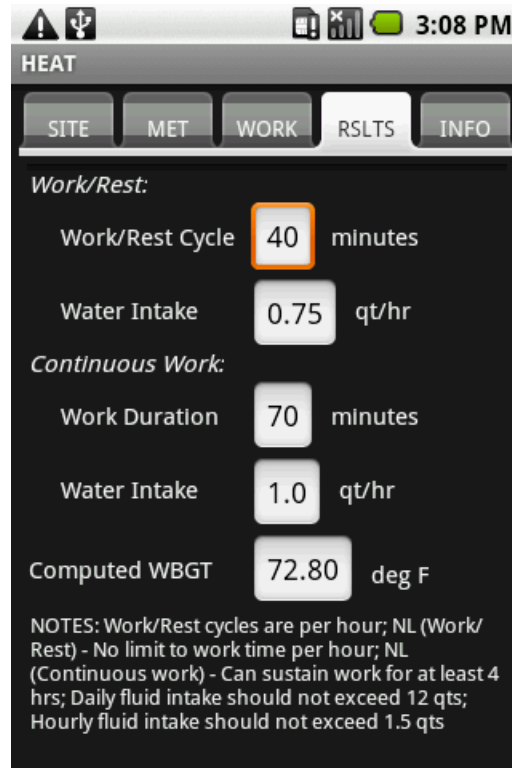 3:08 PM
HEAT
SITE MET WORK RSLTS INFO
Work/Rest:
Work/Rest Cycle 40 minutes
Water Intake 0.75 qt/hr
Continuous Work:
Work Duration 70 minutes
Water Intake 1.0 qt/hr
Computed WBGT 72.80 deg F
NOTES: Work/Rest cycles are per hour; NL (Work/
Rest) - No limit to work time per hour; NL
(Continuous work) - Can sustain work for at least 4
hrs; Daily fluid intake should not exceed 12 qts;
Hourly fluid intake should not exceed 1.5 qts